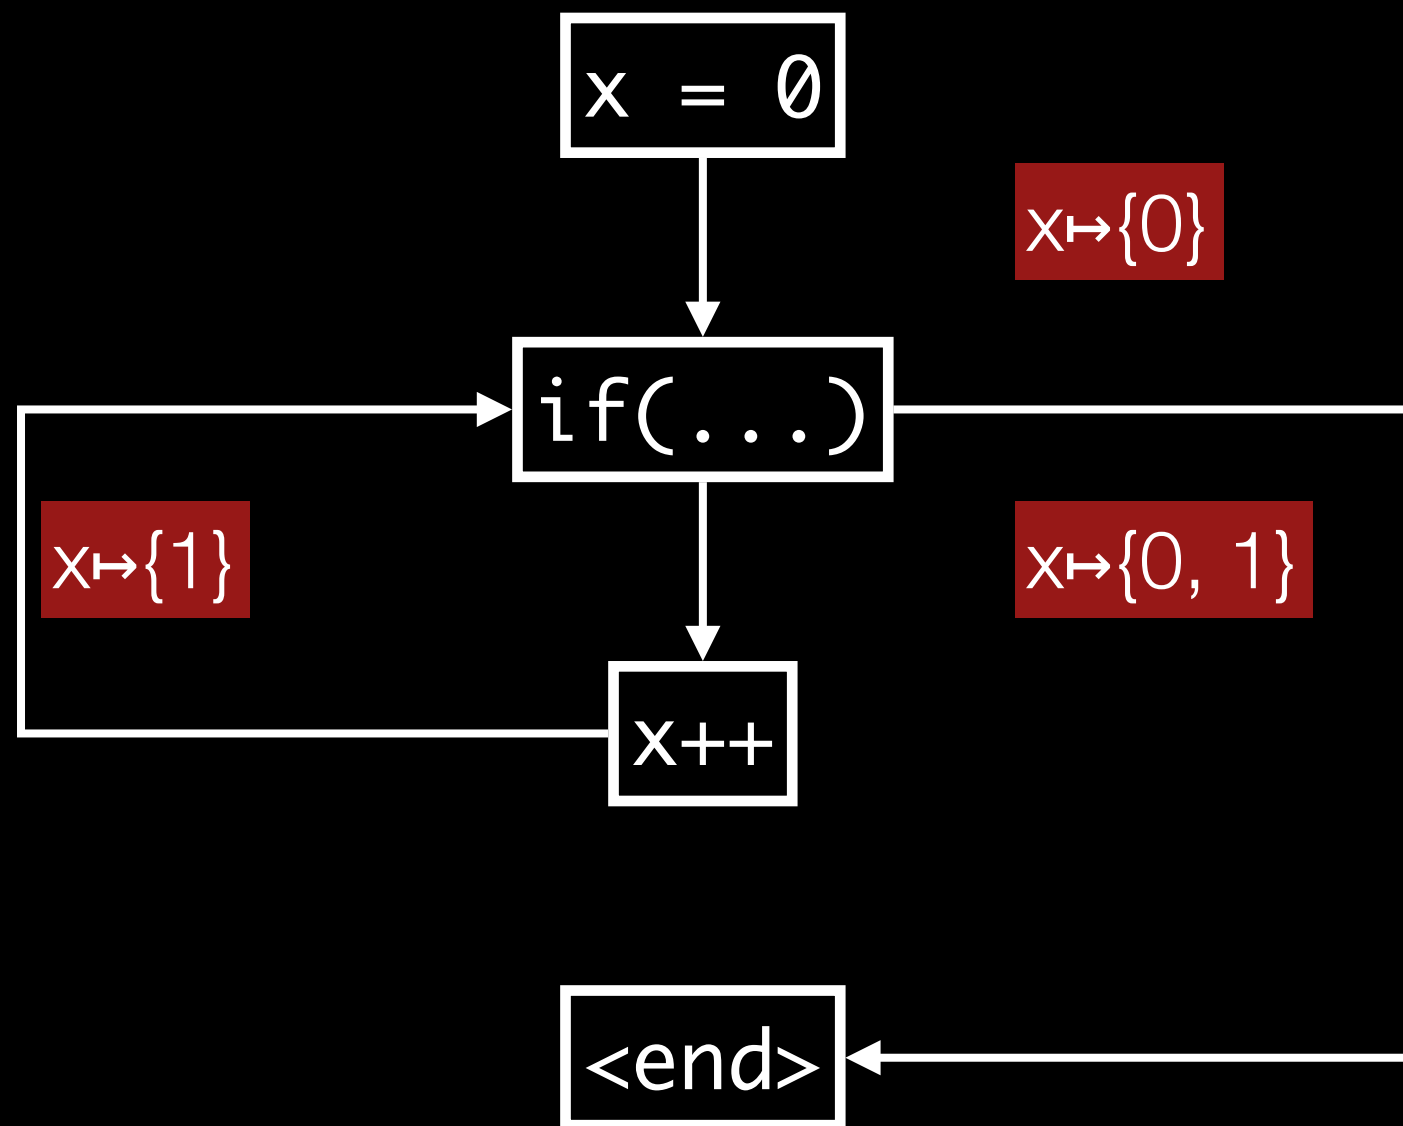 x = 0
x↦{0}
if(...)
x↦{1}
x↦{0, 1}
x++
<end>